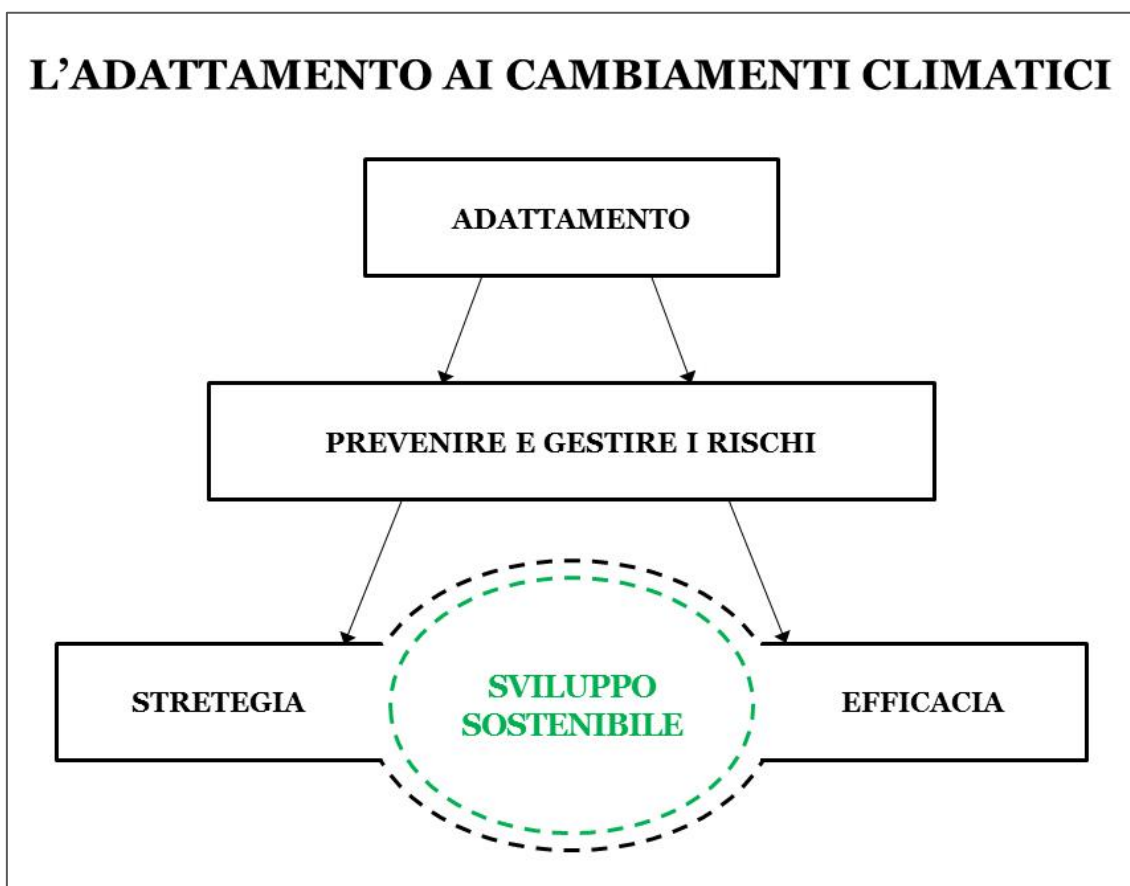 L’ADATTAMENTO AI CAMBIAMENTI CLIMATICI
ADATTAMENTO
PREVENIRE E GESTIRE I RISCHI
STRETEGIA
SVILUPPO
SOSTENIBILE
EFFICACIA